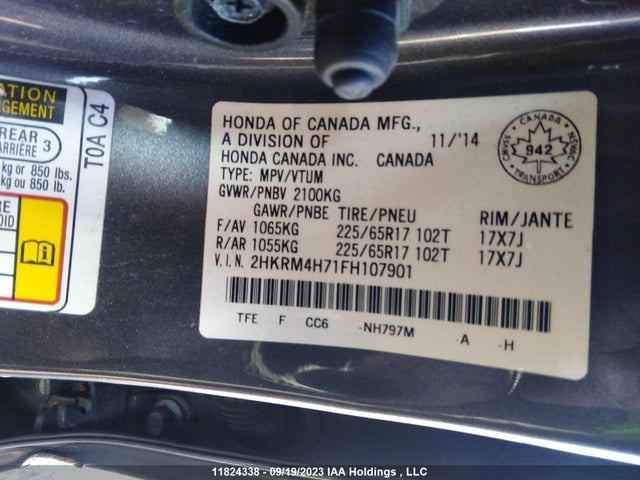 ATION
GEMENT
REAR 3
ARRIÈRE
kg or 850 lbs.
kg ou 850 lb.
RE
OID
T0A C4
HONDA OF CANADA MFG.,
A DIVISION OF 11/'14
HONDA CANADA INC. CANADA
TYPE: MPV/VTUM
GVWR/PNBV 2100KG
GAWR/PNBE TIRE/PNEU RIM/JANTE
F/AV 1065KG 225/65R17 102T 17X7J
R/AR 1055KG 225/65R17 102T 17X7J
V.I.N. 2HKRM4H71FH107901
TFE F CC6 -NH797M -A -H
CANADA
942
TRANSPORT
11824338 - 09/19/2023 IAA Holdings , LLC